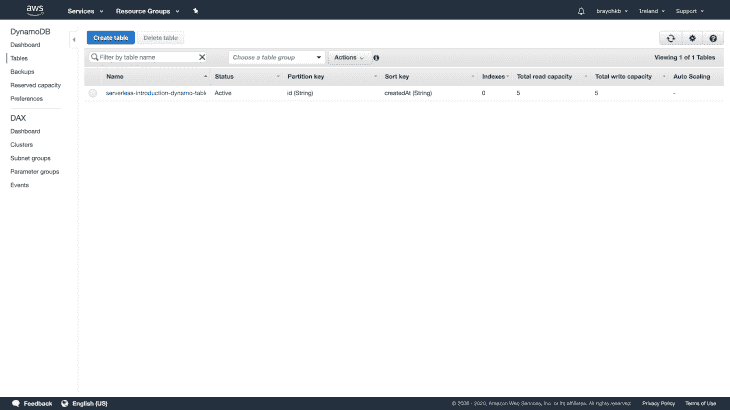 aws Services Resource Groups braychkb Ireland Support
DynamoDB
Dashboard
Tables
Backups
Reserved capacity
Preferences
DAX
Dashboard
Clusters
Subnet groups
Parameter groups
Events
Create table Delete table
Filter by table name Choose a table group Actions Viewing 1 of 1 Tables
Name Status Partition key Sort key Indexes Total read capacity Total write capacity Auto Scaling
serverless-introduction-dynamo-tabl Active id (String) createdAt (String) 0 5 5 -
Feedback English (US) © 2008 - 2020, Amazon Web Services, Inc. or its affiliates. All rights reserved. Privacy Policy Terms of Use